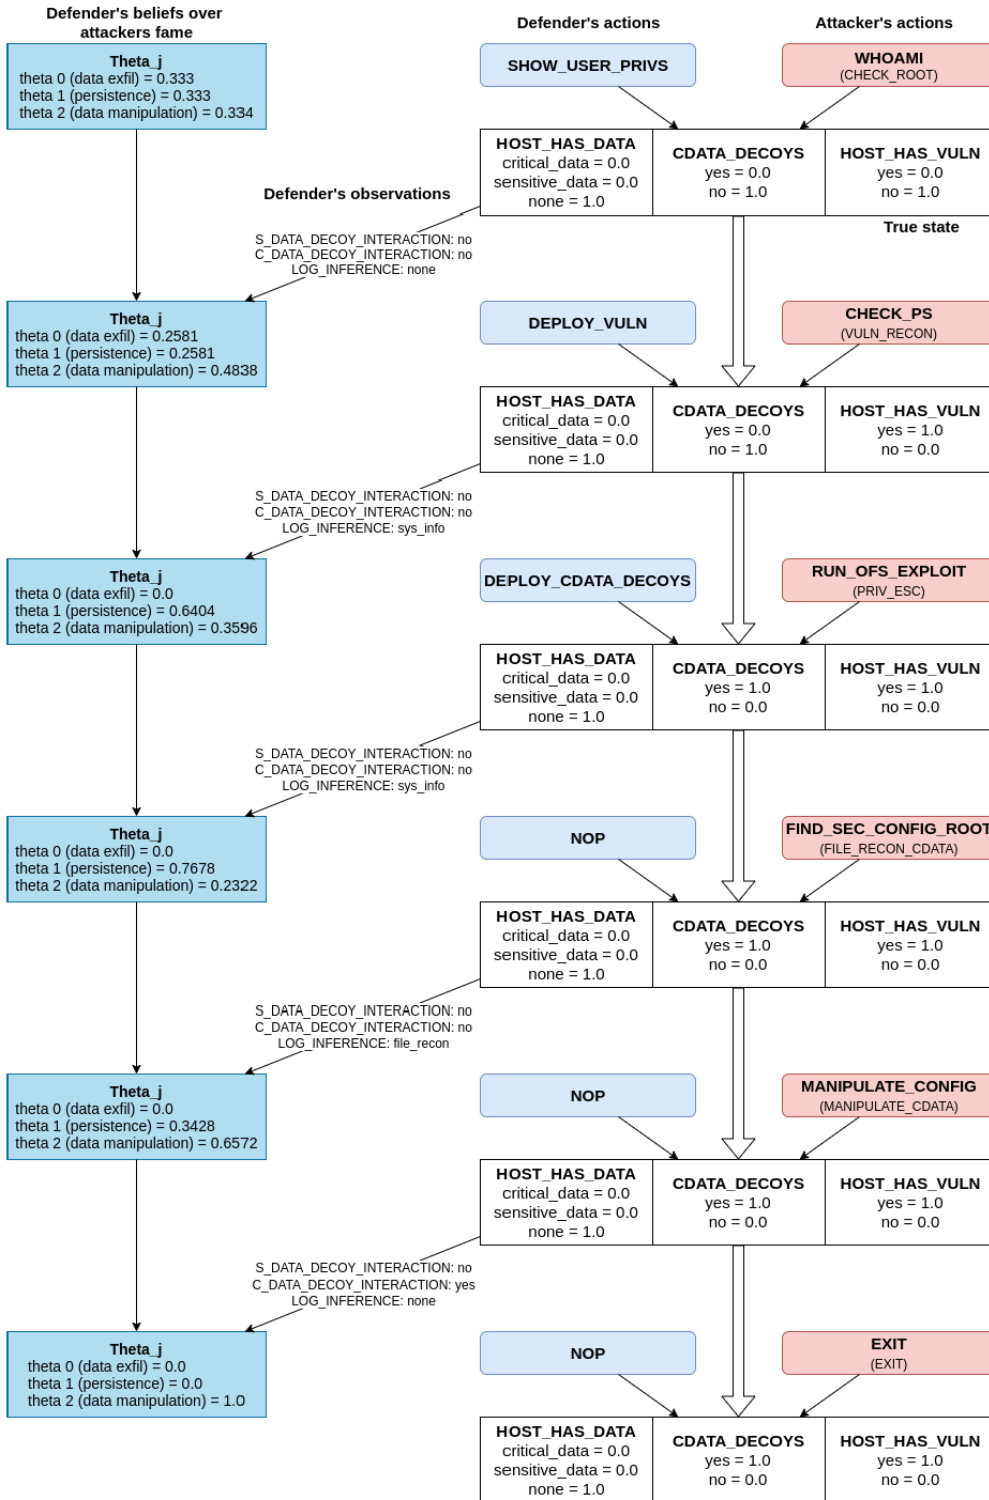 Defender's beliefs over
attackers fame
Defender's actions
Attacker's actions
Theta_j
theta 0 (data exfil) = 0.333
theta 1 (persistence) = 0.333
theta 2 (data manipulation) = 0.334
SHOW_USER_PRIVS
WHOAMI
(CHECK_ROOT)
HOST_HAS_DATA
critical_data = 0.0
sensitive_data = 0.0
none = 1.0
CDATA_DECOYS
yes = 0.0
no = 1.0
HOST_HAS_VULN
yes = 0.0
no = 1.0
Defender's observations
True state
S_DATA_DECOY_INTERACTION: no
C_DATA_DECOY_INTERACTION: no
LOG_INFERENCE: none
Theta_j
theta 0 (data exfil) = 0.2581
theta 1 (persistence) = 0.2581
theta 2 (data manipulation) = 0.4838
DEPLOY_VULN
CHECK_PS
(VULN_RECON)
HOST_HAS_DATA
critical_data = 0.0
sensitive_data = 0.0
none = 1.0
CDATA_DECOYS
yes = 0.0
no = 1.0
HOST_HAS_VULN
yes = 1.0
no = 0.0
S_DATA_DECOY_INTERACTION: no
C_DATA_DECOY_INTERACTION: no
LOG_INFERENCE: sys_info
Theta_j
theta 0 (data exfil) = 0.0
theta 1 (persistence) = 0.6404
theta 2 (data manipulation) = 0.3596
DEPLOY_CDATA_DECOYS
RUN_OFS_EXPLOIT
(PRIV_ESC)
HOST_HAS_DATA
critical_data = 0.0
sensitive_data = 0.0
none = 1.0
CDATA_DECOYS
yes = 1.0
no = 0.0
HOST_HAS_VULN
yes = 1.0
no = 0.0
S_DATA_DECOY_INTERACTION: no
C_DATA_DECOY_INTERACTION: no
LOG_INFERENCE: sys_info
Theta_j
theta 0 (data exfil) = 0.0
theta 1 (persistence) = 0.7678
theta 2 (data manipulation) = 0.2322
NOP
FIND_SEC_CONFIG_ROOT
(FILE_RECON_CDATA)
HOST_HAS_DATA
critical_data = 0.0
sensitive_data = 0.0
none = 1.0
CDATA_DECOYS
yes = 1.0
no = 0.0
HOST_HAS_VULN
yes = 1.0
no = 0.0
S_DATA_DECOY_INTERACTION: no
C_DATA_DECOY_INTERACTION: no
LOG_INFERENCE: file_recon
Theta_j
theta 0 (data exfil) = 0.0
theta 1 (persistence) = 0.3428
theta 2 (data manipulation) = 0.6572
NOP
MANIPULATE_CONFIG
(MANIPULATE_CDATA)
HOST_HAS_DATA
critical_data = 0.0
sensitive_data = 0.0
none = 1.0
CDATA_DECOYS
yes = 1.0
no = 0.0
HOST_HAS_VULN
yes = 1.0
no = 0.0
S_DATA_DECOY_INTERACTION: no
C_DATA_DECOY_INTERACTION: yes
LOG_INFERENCE: none
Theta_j
theta 0 (data exfil) = 0.0
theta 1 (persistence) = 0.0
theta 2 (data manipulation) = 1.0
NOP
EXIT
(EXIT)
HOST_HAS_DATA
critical_data = 0.0
sensitive_data = 0.0
none = 1.0
CDATA_DECOYS
yes = 1.0
no = 0.0
HOST_HAS_VULN
yes = 1.0
no = 0.0